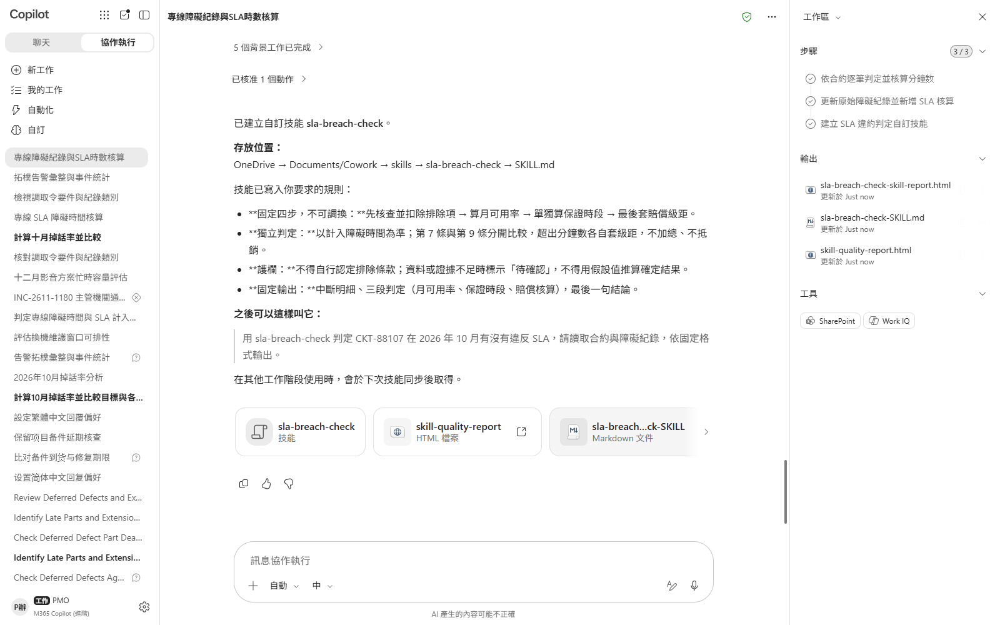 Copilot
聊天
協作執行
新工作
我的工作
自動化
自訂
專線障礙紀錄與SLA時數核算
拓樸告警彙整與事件統計
檢視調取令要件與紀錄類別
專線 SLA 障礙時間核算
計算十月掉話率並比較
核對調取令要件與紀錄類別
十二月影音方案忙時容量評估
INC-2611-1180 主管機關通...
判定專線障礙時間與 SLA 計入...
評估換機維護窗口可排性
告警拓樸彙整與事件統計
2026年10月掉話率分析
計算10月掉話率並比較目標與各...
設定繁體中文回覆偏好
保留項目备件延期核查
比对备件到货与修复期限
设置简体中文回复偏好
Review Deferred Defects and Ex...
Identify Late Parts and Extensio...
Check Deferred Defect Part Dea...
Identify Late Parts and Extensi...
Check Deferred Defects Ag...
P辦
工作 PMO
M365 Copilot (進階)
專線障礙紀錄與SLA時數核算
5 個背景工作已完成
已核准 1 個動作
已建立自訂技能 sla-breach-check。
存放位置：
OneDrive → Documents/Cowork → skills → sla-breach-check → SKILL.md
技能已寫入你要求的規則：
**固定四步，不可調換：**先核查並扣除排除項 → 算月可用率 → 單獨算保證時段 → 最後套賠償級距。
**獨立判定：**以計入障礙時間為準；第 7 條與第 9 條分開比較，超出分鐘數各自套級距，不加總、不抵
銷。
**護欄：**不得自行認定排除條款；資料或證據不足時標示「待確認」，不得用假設值推算確定結果。
**固定輸出：**中斷明細、三段判定（月可用率、保證時段、賠償核算），最後一句結論。
之後可以這樣叫它：
用 sla-breach-check 判定 CKT-88107 在 2026 年 10 月有沒有違反 SLA，請讀取合約與障礙紀錄，依固定格
式輸出。
在其他工作階段使用時，會於下次技能同步後取得。
sla-breach-check
技能
skill-quality-report
HTML 檔案
sla-breach...ck-SKILL
Markdown 文件
訊息協作執行
自動
中
AI 產生的內容可能不正確
工作區
步驟
3 / 3
依合約逐筆判定並核算分鐘数
更新原始障礙紀錄並新增 SLA 核算
建立 SLA 違約判定自訂技能
輸出
sla-breach-check-skill-report.html
更新於 Just now
sla-breach-check-SKILL.md
更新於 Just now
skill-quality-report.html
更新於 Just now
工具
SharePoint
Work IQ